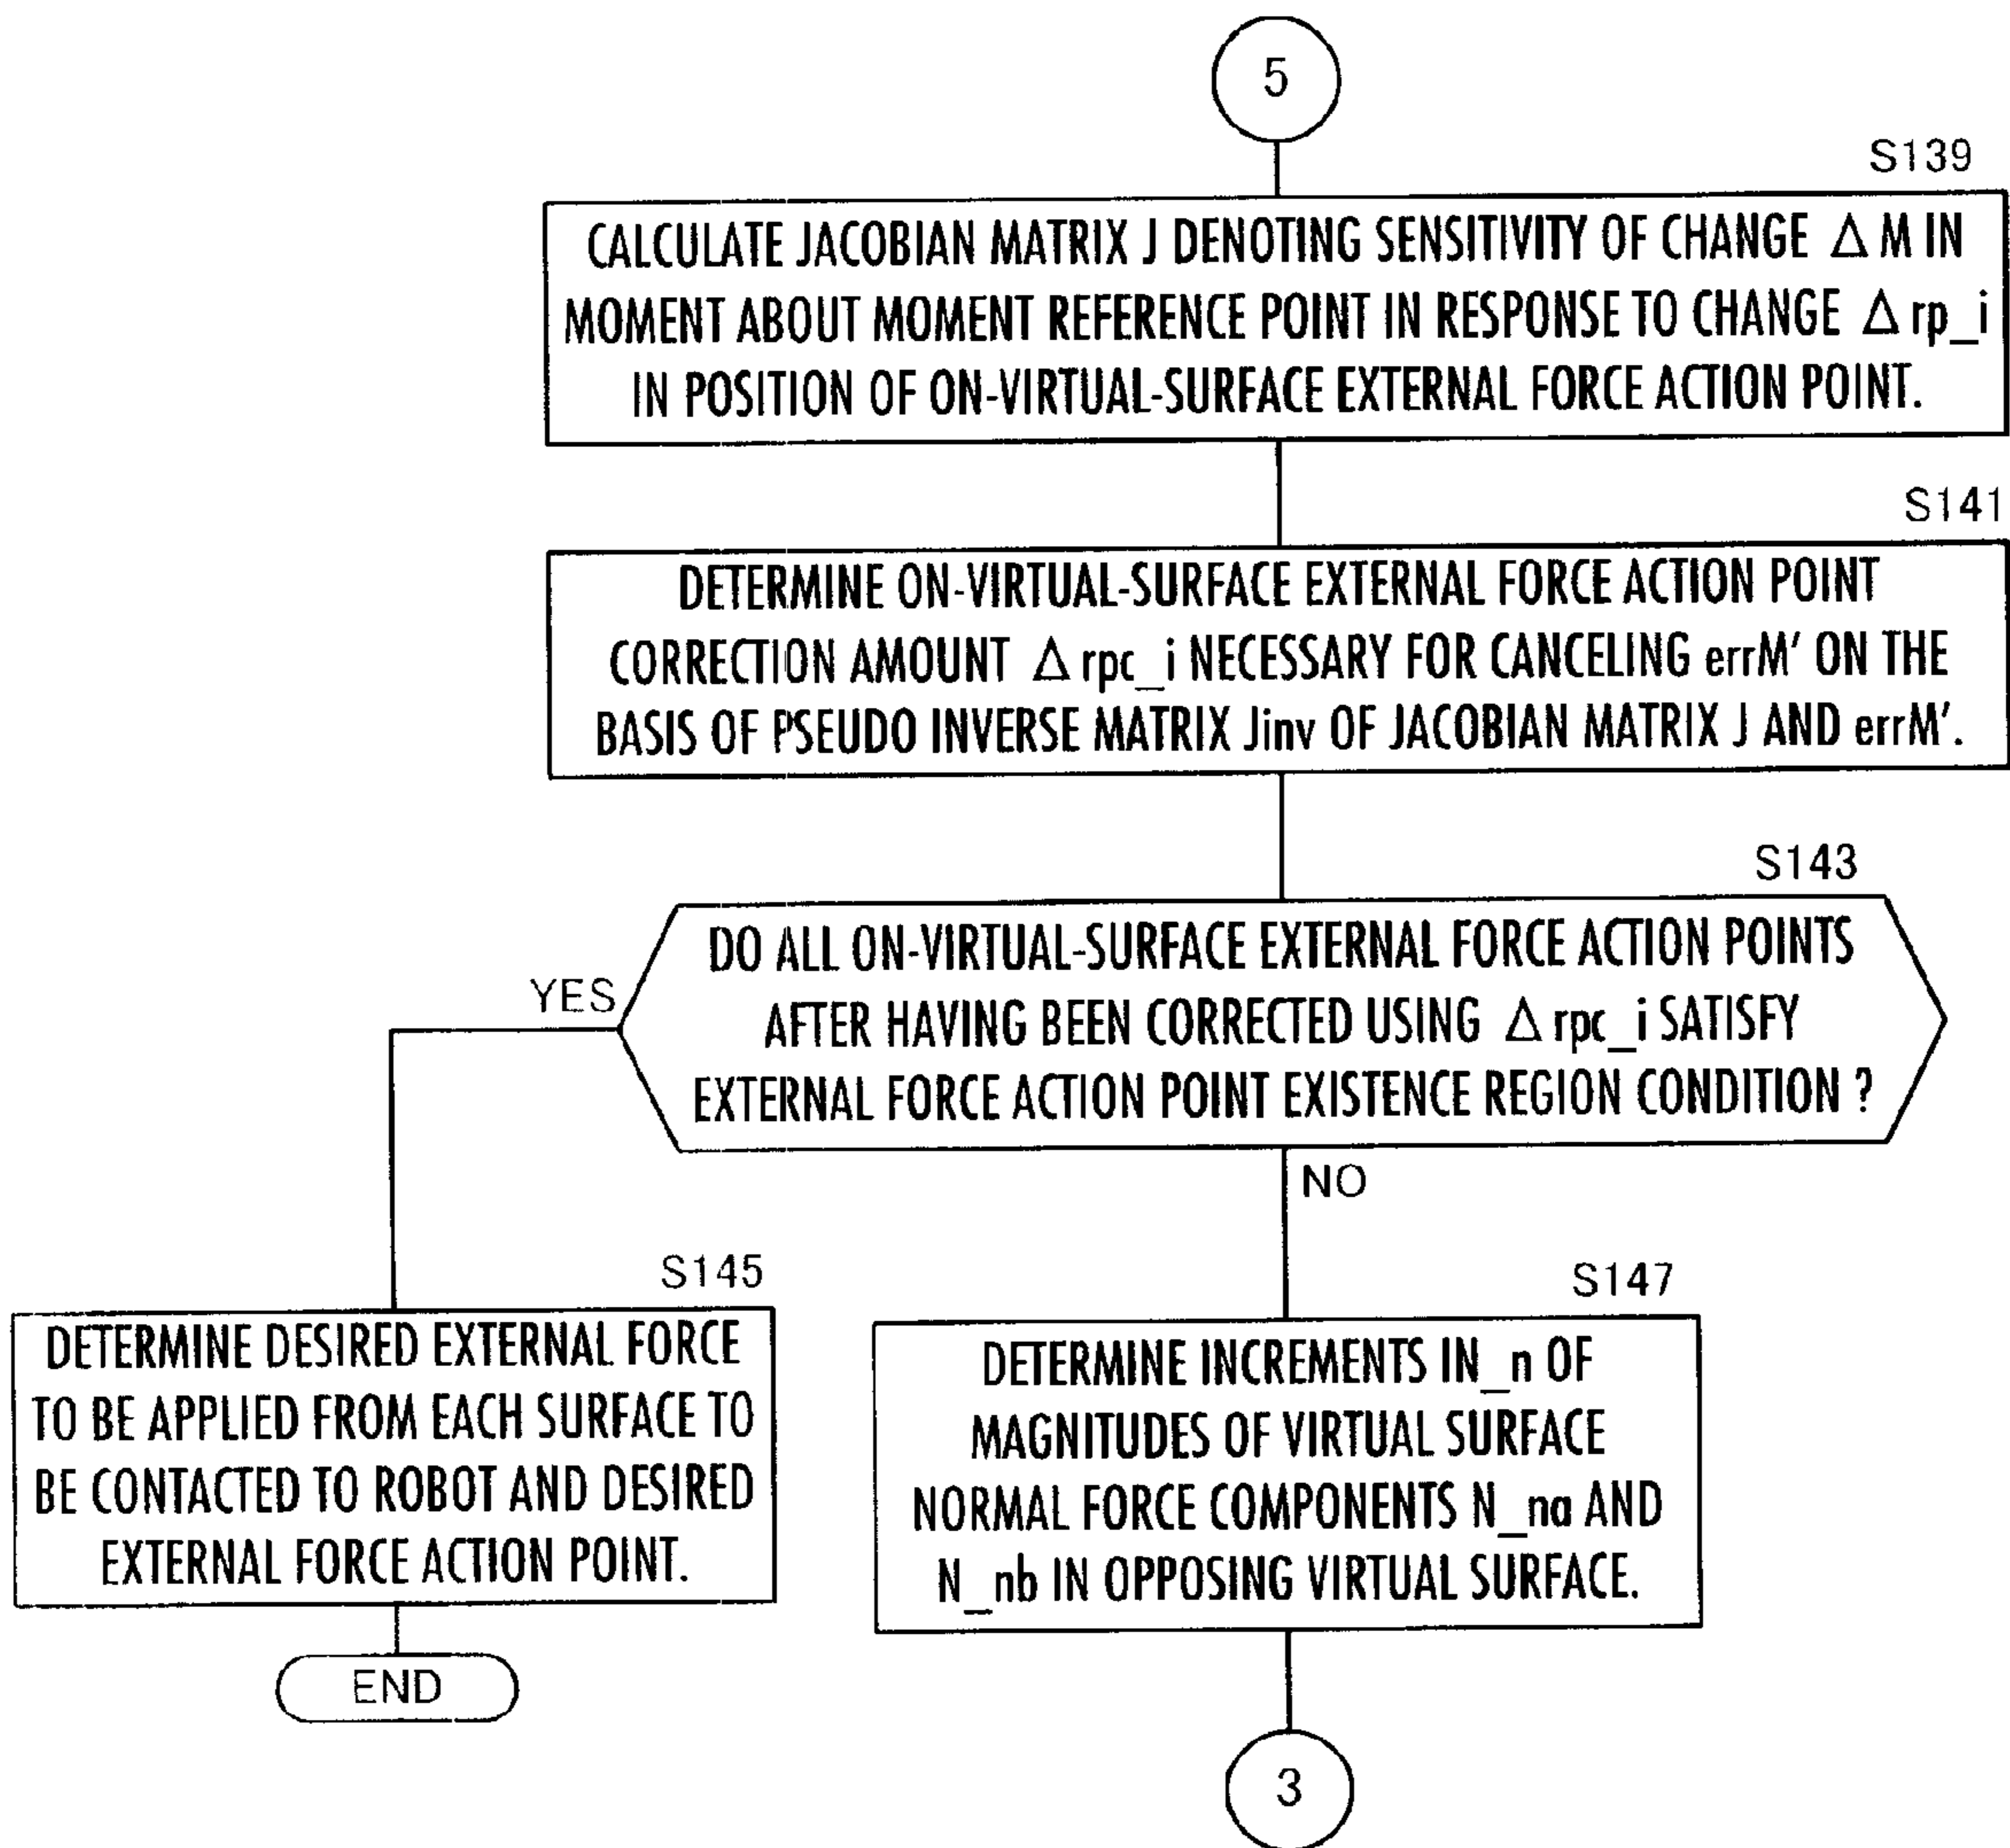 5
S139
CALCULATE JACOBIAN MATRIX J DENOTING SENSITIVITY OF CHANGE Δ M IN
MOMENT ABOUT MOMENT REFERENCE POINT IN RESPONSE TO CHANGE Δ rp_i
IN POSITION OF ON-VIRTUAL-SURFACE EXTERNAL FORCE ACTION POINT.
S141
DETERMINE ON-VIRTUAL-SURFACE EXTERNAL FORCE ACTION POINT
CORRECTION AMOUNT Δ rpc_i NECESSARY FOR CANCELING errM' ON THE
BASIS OF PSEUDO INVERSE MATRIX Jinv OF JACOBIAN MATRIX J AND errM'.
S143
DO ALL ON-VIRTUAL-SURFACE EXTERNAL FORCE ACTION POINTS
AFTER HAVING BEEN CORRECTED USING Δ rpc_i SATISFY
EXTERNAL FORCE ACTION POINT EXISTENCE REGION CONDITION ?
YES
NO
S145
DETERMINE DESIRED EXTERNAL FORCE
TO BE APPLIED FROM EACH SURFACE TO
BE CONTACTED TO ROBOT AND DESIRED
EXTERNAL FORCE ACTION POINT.
END
S147
DETERMINE INCREMENTS IN_n OF
MAGNITUDES OF VIRTUAL SURFACE
NORMAL FORCE COMPONENTS N_na AND
N_nb IN OPPOSING VIRTUAL SURFACE.
3